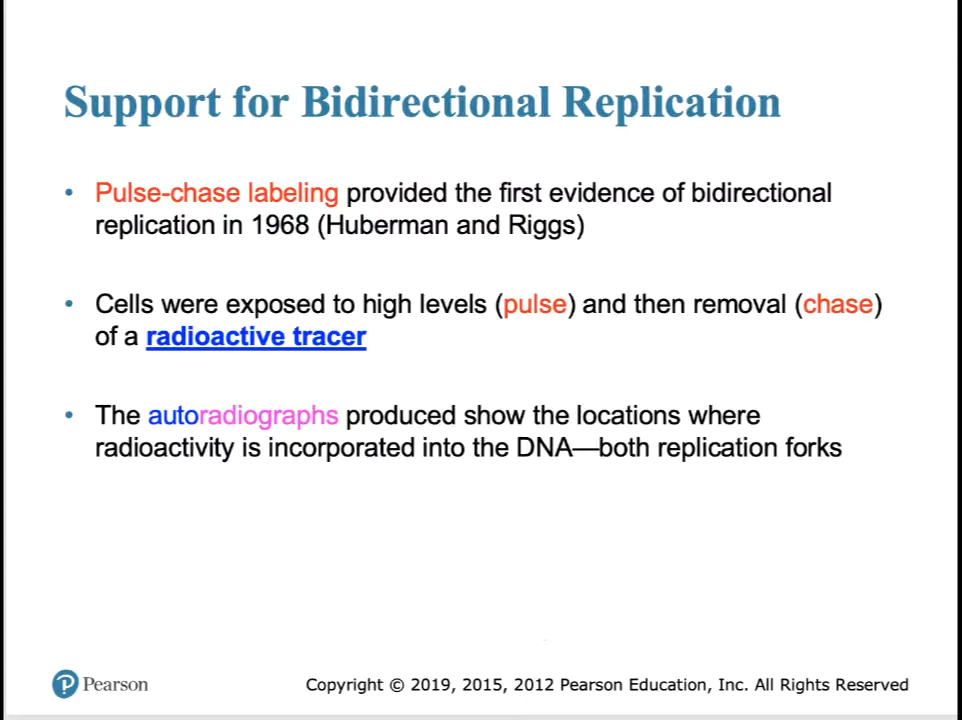 Support for Bidirectional Replication
• Pulse-chase labeling provided the first evidence of bidirectional
replication in 1968 (Huberman and Riggs)
• Cells were exposed to high levels (pulse) and then removal (chase)
of a radioactive tracer
• The autoradiographs produced show the locations where
radioactivity is incorporated into the DNA—both replication forks
P Pearson
Copyright © 2019, 2015, 2012 Pearson Education, Inc. All Rights Reserved